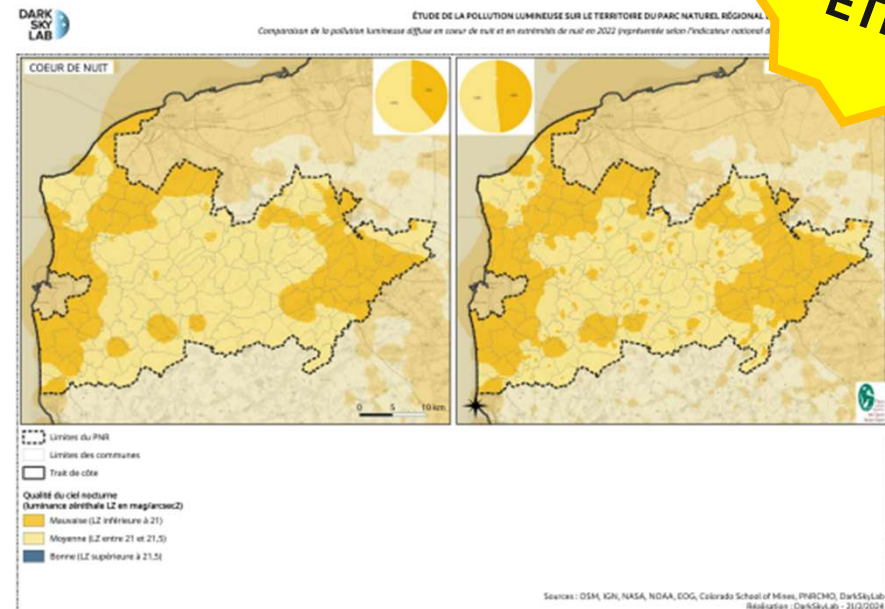 DARK
SKY
LAB
ÉTUDE DE LA POLLUTION LUMINEUSE SUR LE TERRITOIRE DU PARC NATUREL RÉGIONAL
Comparaison de la pollution lumineuse diffuse en coeur de nuit et en extrémités de nuit en 2022 (représentée selon l'indicateur national
COEUR DE NUIT
0 5 10 km
Limites du PNR
Limites des communes
Trait de côte
Qualité du ciel nocturne
(luminance zénithale LZ en mag/arcsec2)
Mauvaise (LZ inférieure à 21)
Moyenne (LZ entre 21 et 21,5)
Bonne (LZ supérieure à 21,5)
Sources : OSM, IGN, NASA, NOAA, EOG, Colorado School of Mines, PNRCMO, DarkSkyLab
Réalisation : DarkSkyLab - 21/2/2024